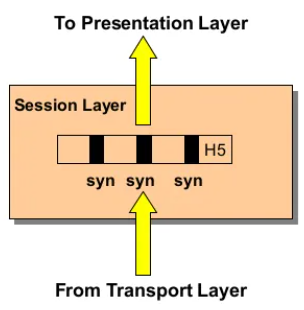 To Presentation Layer
Session Layer
H5
syn syn syn
From Transport Layer